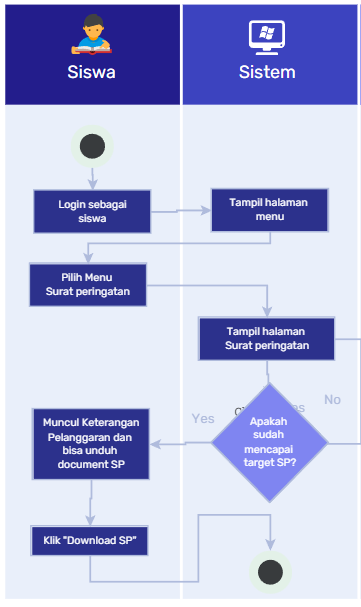 Siswa
Sistem
Login sebagai
siswa
Tampil halaman
menu
Pilih Menu
Surat peringatan
Tampil halaman
Surat peringatan
No
Yes
Apakah
sudah
mencapai
target SP?
Muncul Keterangan
Pelanggaran dan
bisa unduh
document SP
Klik "Download SP"